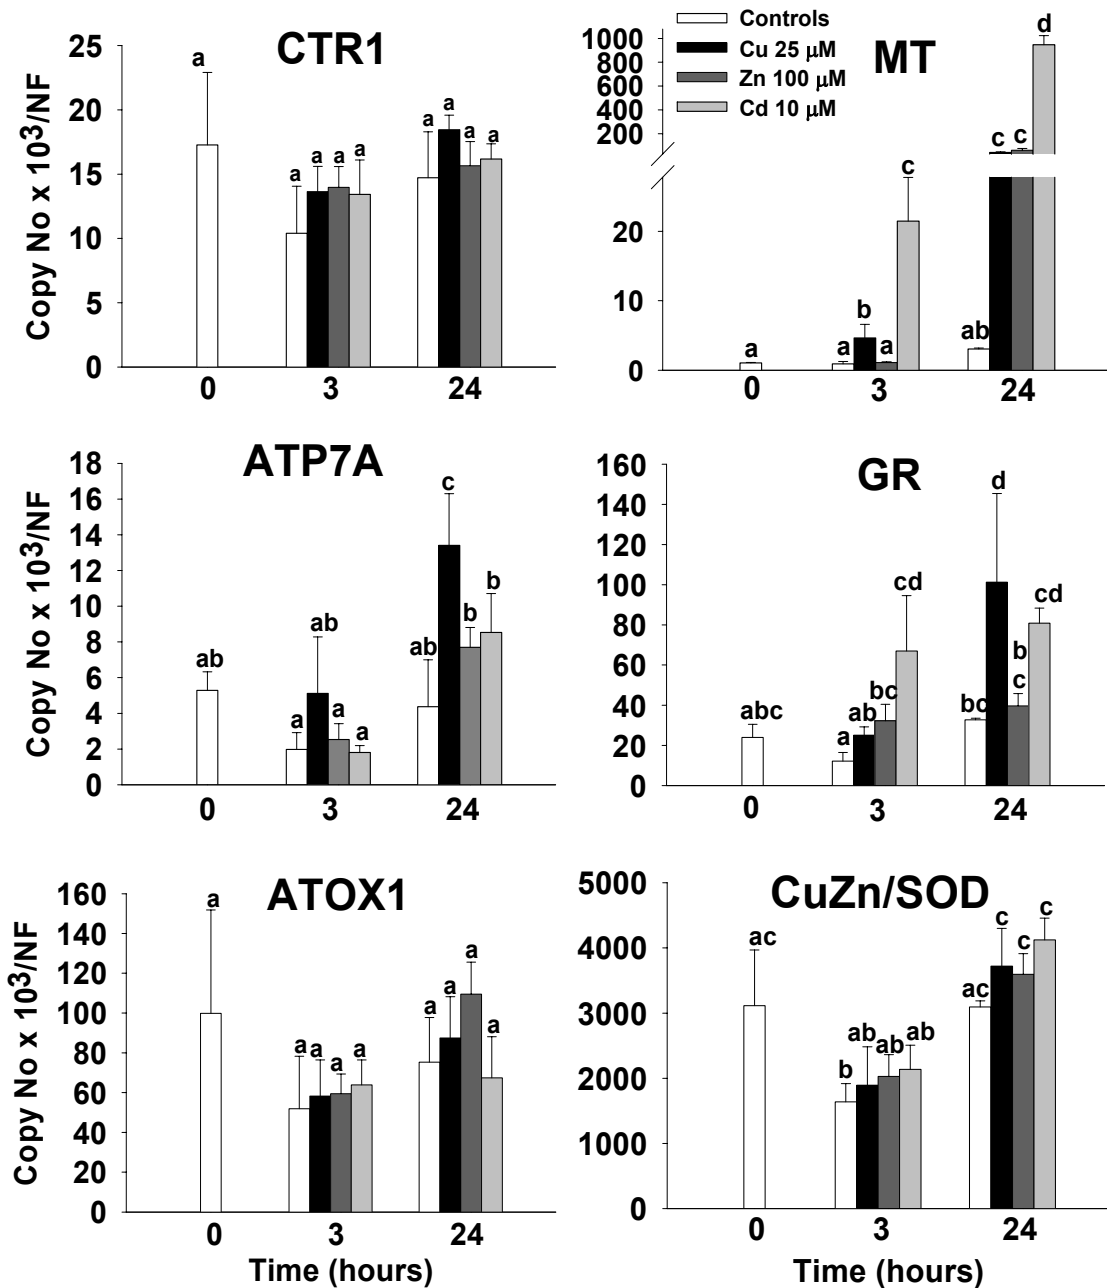 Controls
Cu 25 μM
Zn 100 μM
Cd 10 μM
CTR1
Copy No x 10³/NF
25
20
15
10
5
0
a
a
a
a
a
a
a
a
a
0
3
24
MT
1000
800
600
400
200
20
10
0
a
a
b
a
c
ab
c
c
d
0
3
24
ATP7A
Copy No x 10³/NF
18
16
14
12
10
8
6
4
2
0
ab
a
ab
a
a
ab
c
b
b
0
3
24
GR
160
140
120
100
80
60
40
20
0
abc
a
ab
bc
cd
bc
d
b
c
cd
0
3
24
ATOX1
Copy No x 10³/NF
160
140
120
100
80
60
40
20
0
a
a
a
a
a
a
a
a
a
0
3
24
Time (hours)
CuZn/SOD
5000
4000
3000
2000
1000
0
ac
b
ab
ab
ab
ac
c
c
c
0
3
24
Time (hours)